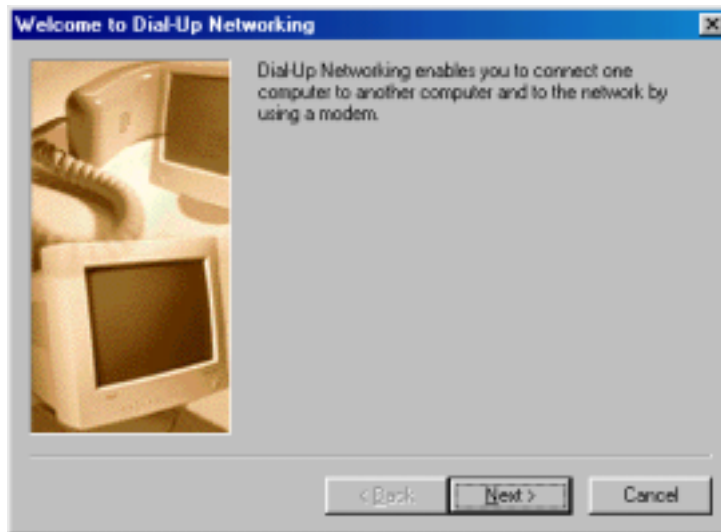 Welcome to Dial-Up Networking
Dial-Up Networking enables you to connect one
computer to another computer and to the network by
using a modem.
< Back
Next >
Cancel